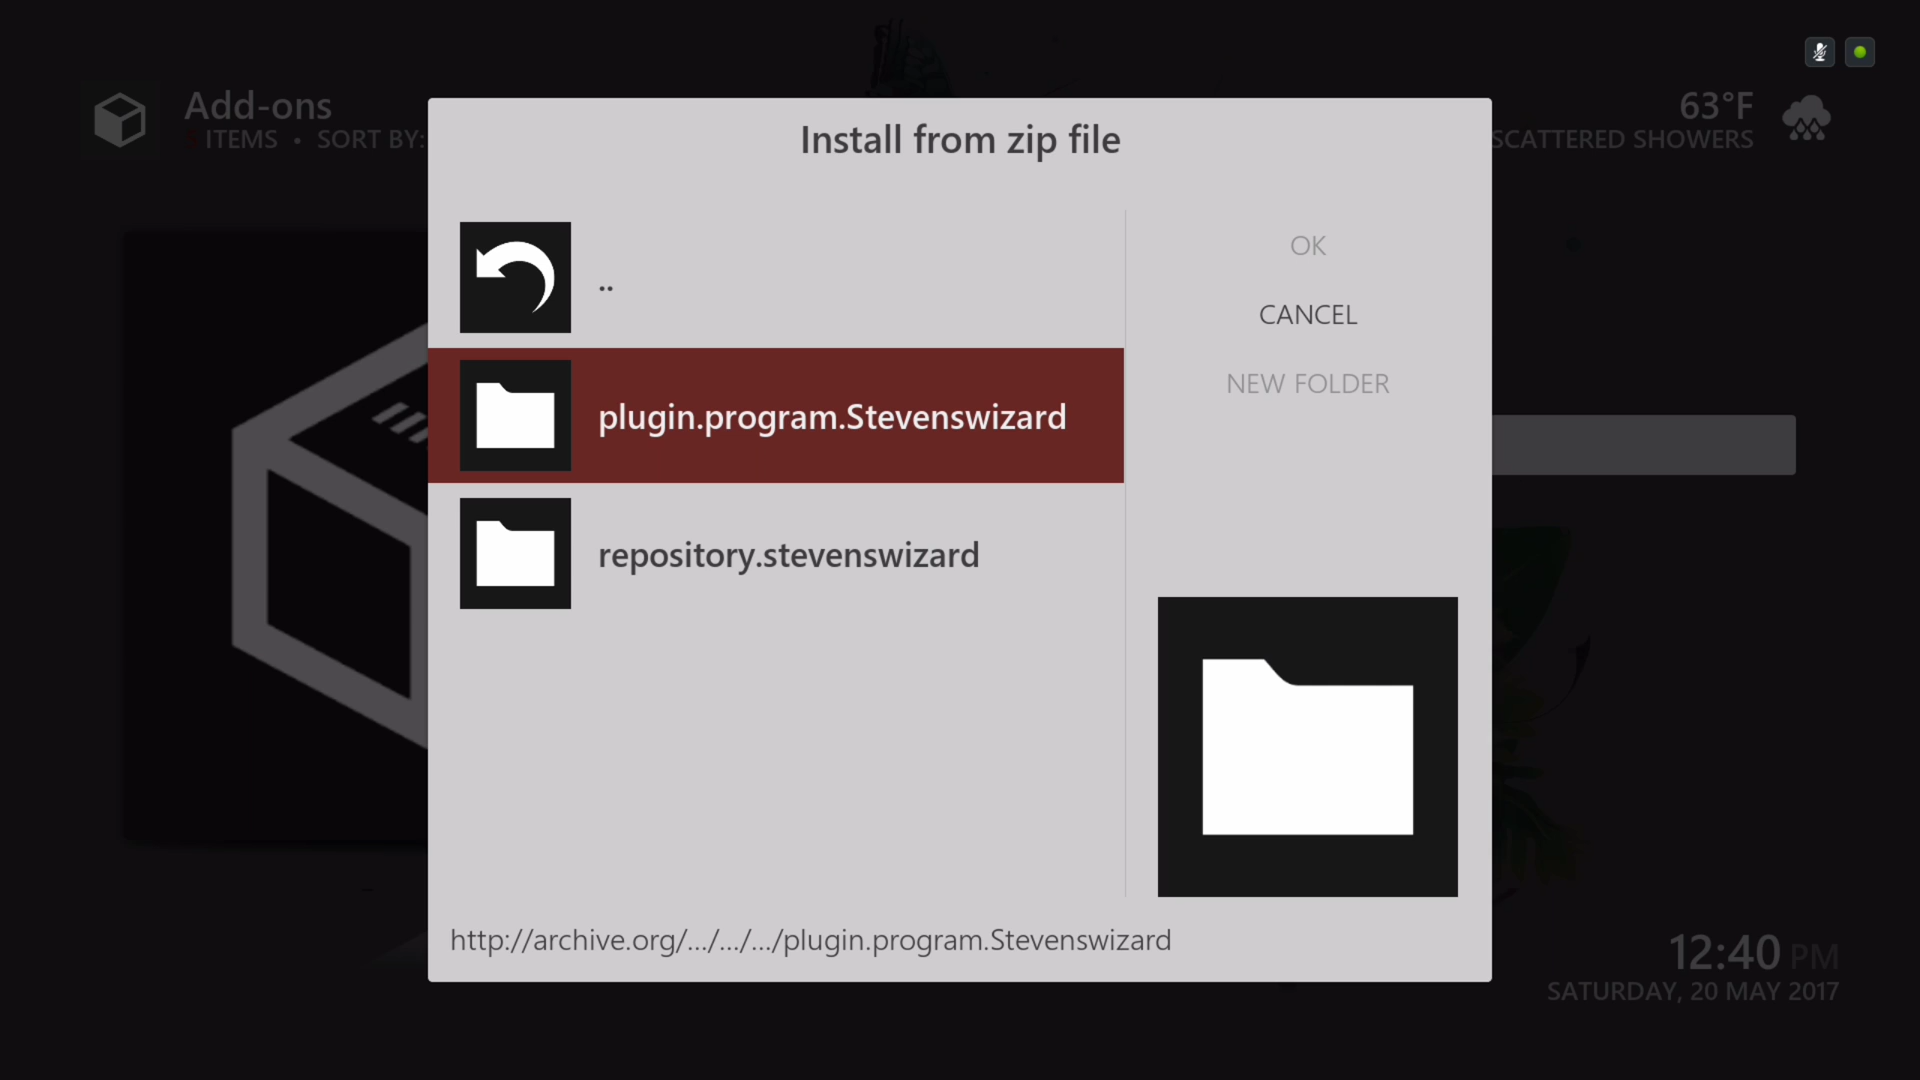 Add-ons
ITEMS • SORT BY:
63°F
SCATTERED SHOWERS
Install from zip file
..
plugin.program.Stevenswizard
repository.stevenswizard
OK
CANCEL
NEW FOLDER
http://archive.org/.../.../.../plugin.program.Stevenswizard
12:40 PM
SATURDAY, 20 MAY 2017